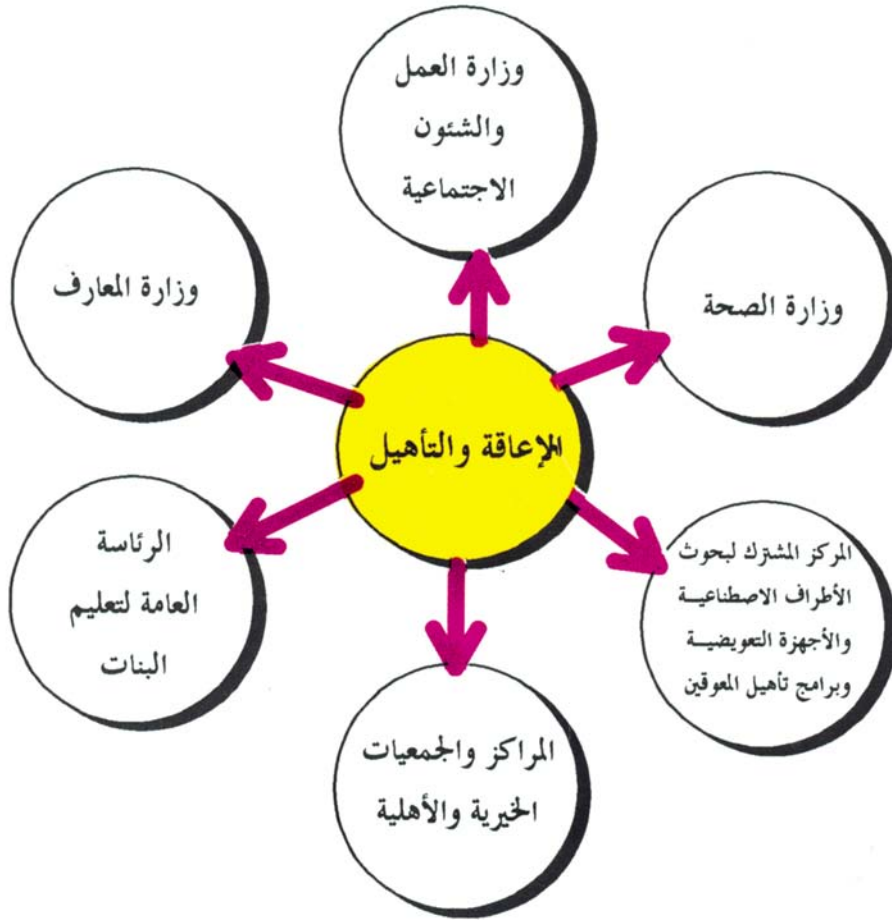 وزارة العمل
والشئون
الاجتماعية
وزارة الصحة
وزارة المعارف
الإعاقة والتأهيل
المركز المشترك لبحوث
الأطراف الاصطناعية
والأجهزة التعويضية
وبرامج تأهيل المعوقين
الرئاسة
العامة لتعليم
البنات
المراكز والجمعيات
الخيرية والأهلية